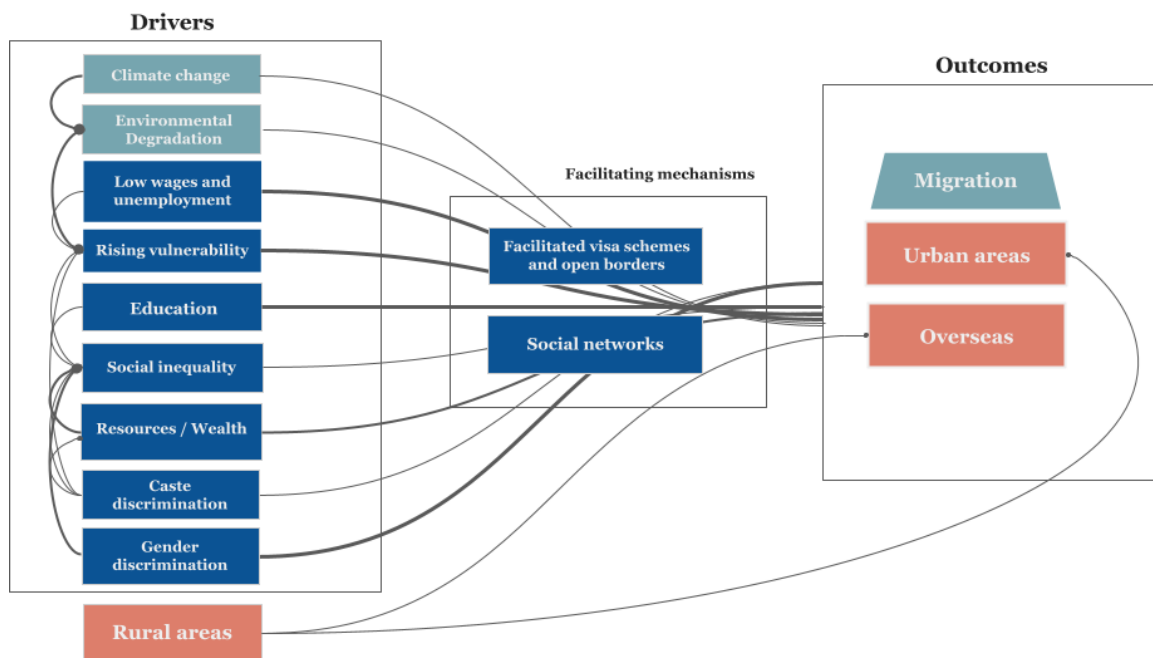 Drivers
Climate change
Environmental
Degradation
Low wages and
unemployment
Rising vulnerability
Education
Social inequality
Resources / Wealth
Caste
discrimination
Gender
discrimination
Rural areas
Facilitating mechanisms
Facilitated visa schemes
and open borders
Social networks
Outcomes
Migration
Urban areas
Overseas